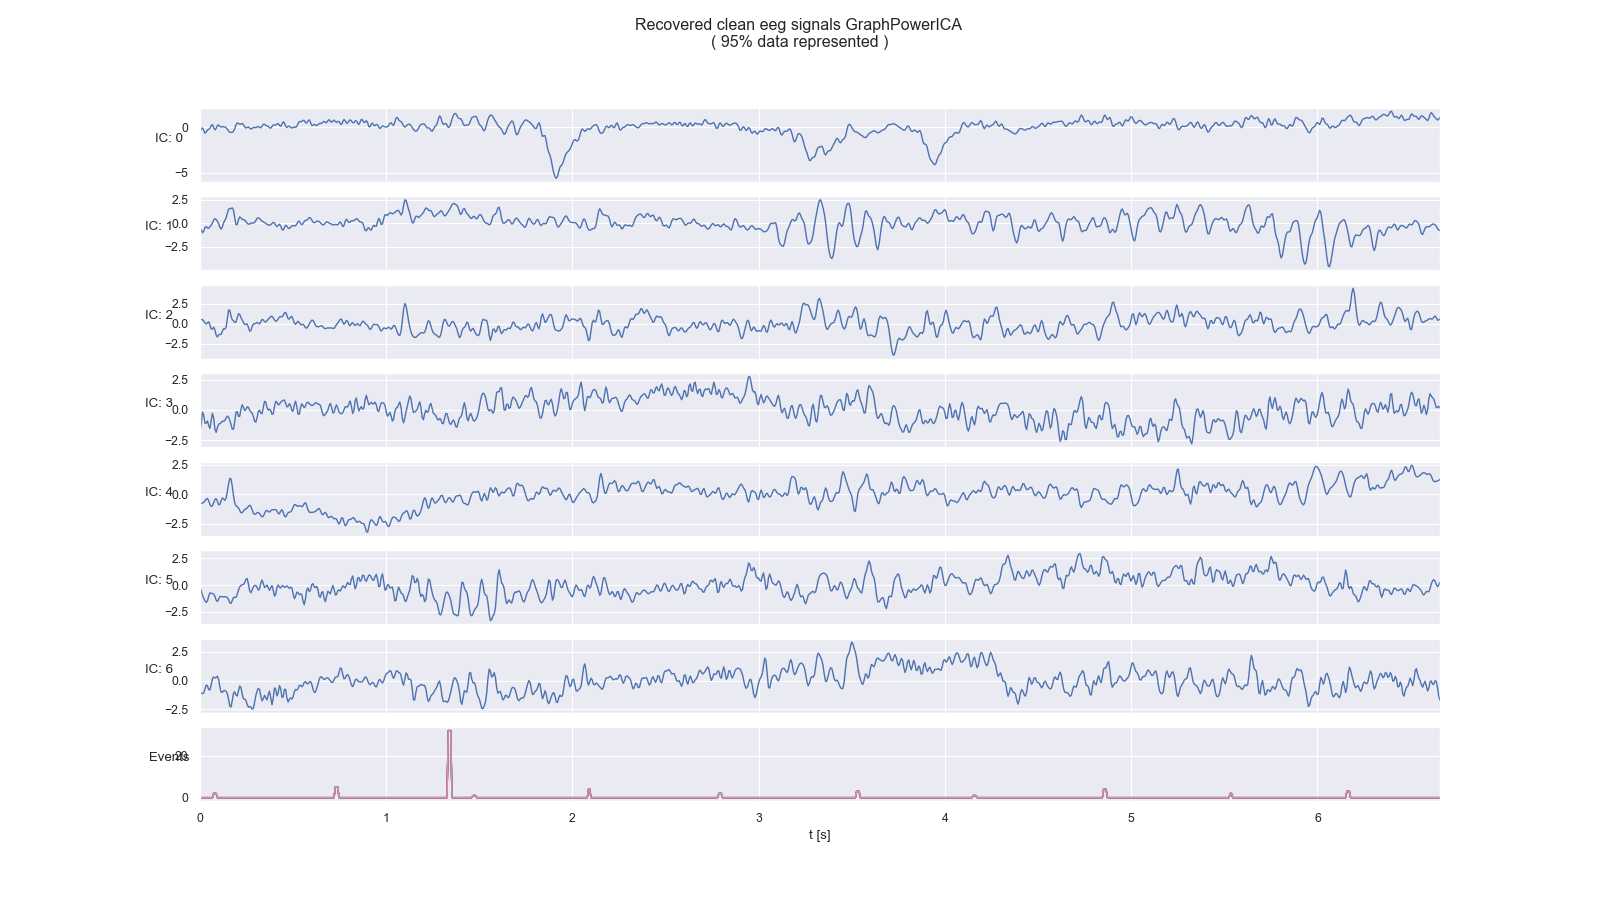 Recovered clean eeg signals GraphPowerICA
( 95% data represented )
IC: 0
0
−5
IC: 1
2.5
0.0
−2.5
IC: 2
2.5
0.0
−2.5
IC: 3
2.5
0.0
−2.5
IC: 4
2.5
0.0
−2.5
IC: 5
2.5
0.0
−2.5
IC: 6
2.5
0.0
−2.5
Events
20
0
0 1 2 3 4 5 6
t [s]